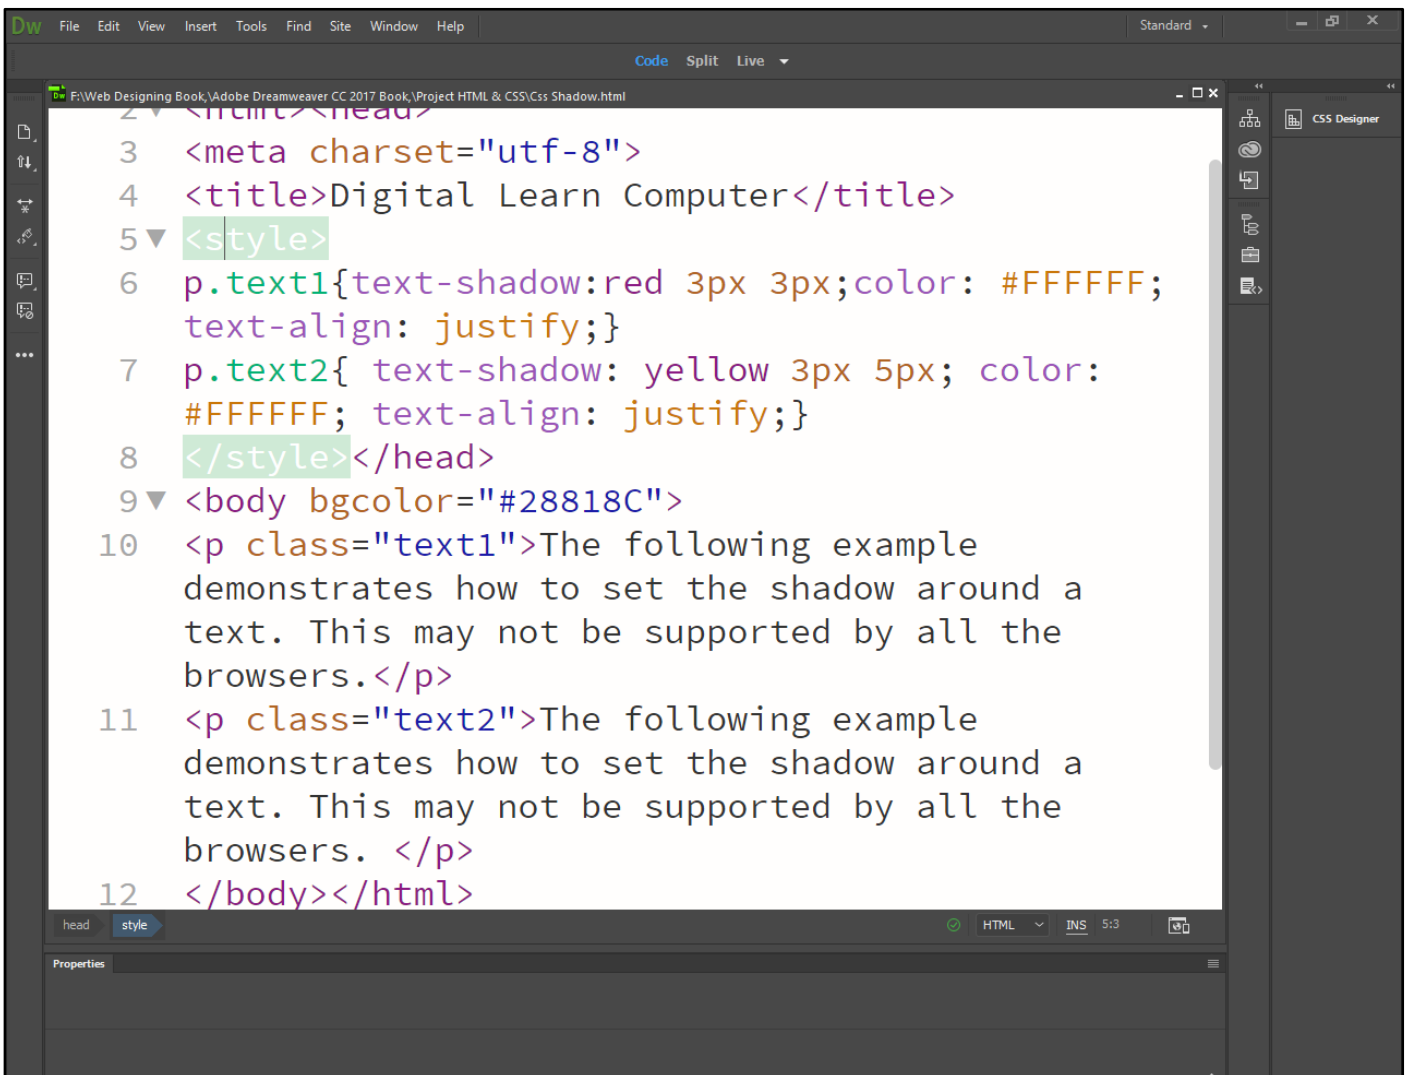 Dw File Edit View Insert Tools Find Site Window Help Standard
Code Split Live
F:\Web Designing Book,\Adobe Dreamweaver CC 2017 Book,\Project HTML & CSS\Css Shadow.html
CSS Designer
2 <html><head>
3 <meta charset="utf-8">
4 <title>Digital Learn Computer</title>
5 <style>
6 p.text1{text-shadow:red 3px 3px;color: #FFFFFF;
text-align: justify;}
7 p.text2{ text-shadow: yellow 3px 5px; color:
#FFFFFF; text-align: justify;}
8 </style></head>
9 <body bgcolor="#28818C">
10 <p class="text1">The following example
demonstrates how to set the shadow around a
text. This may not be supported by all the
browsers.</p>
11 <p class="text2">The following example
demonstrates how to set the shadow around a
text. This may not be supported by all the
browsers. </p>
12 </body></html>
head style HTML INS 5:3
Properties